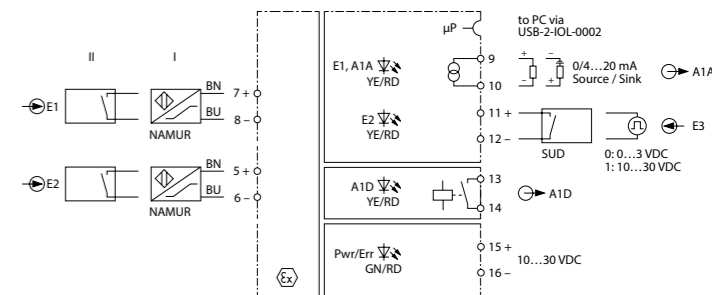 µP
to PC via
USB-2-IOL-0002
II
I
E1, A1A
YE/RD
9
10
+
–
–
+
0/4…20 mA
Source / Sink
A1A
E1
BN
7 +
BU
8 –
NAMUR
E2
YE/RD
11 +
12 –
SUD
E3
0: 0…3 VDC
1: 10…30 VDC
E2
BN
5 +
BU
6 –
NAMUR
A1D
YE/RD
13
14
A1D
Pwr/Err
GN/RD
15 +
16 –
10…30 VDC
Ex